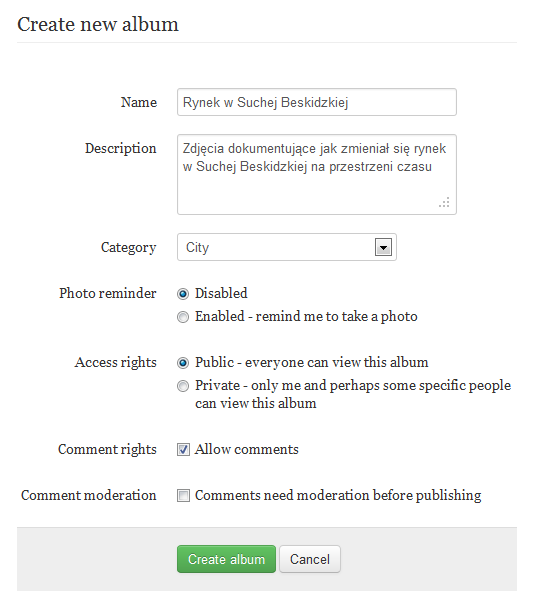 Create new album
Name
Rynek w Suchej Beskidzkiej
Description
Zdjęcia dokumentujące jak zmieniał się rynek
w Suchej Beskidzkiej na przestrzeni czasu
Category
City
Photo reminder
Disabled
Enabled - remind me to take a photo
Access rights
Public - everyone can view this album
Private - only me and perhaps some specific people
can view this album
Comment rights
Allow comments
Comment moderation
Comments need moderation before publishing
Create album
Cancel